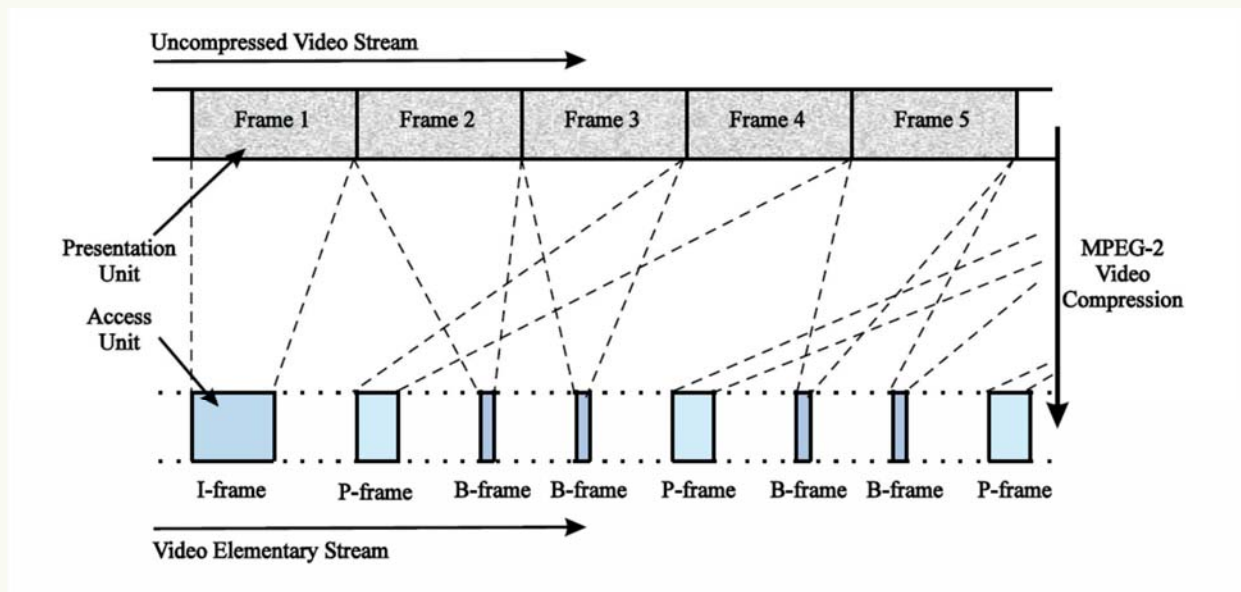 Uncompressed Video Stream
Frame 1
Frame 2
Frame 3
Frame 4
Frame 5
Presentation
Unit
Access
Unit
MPEG-2
Video
Compression
I-frame
P-frame
B-frame
B-frame
P-frame
B-frame
B-frame
P-frame
Video Elementary Stream